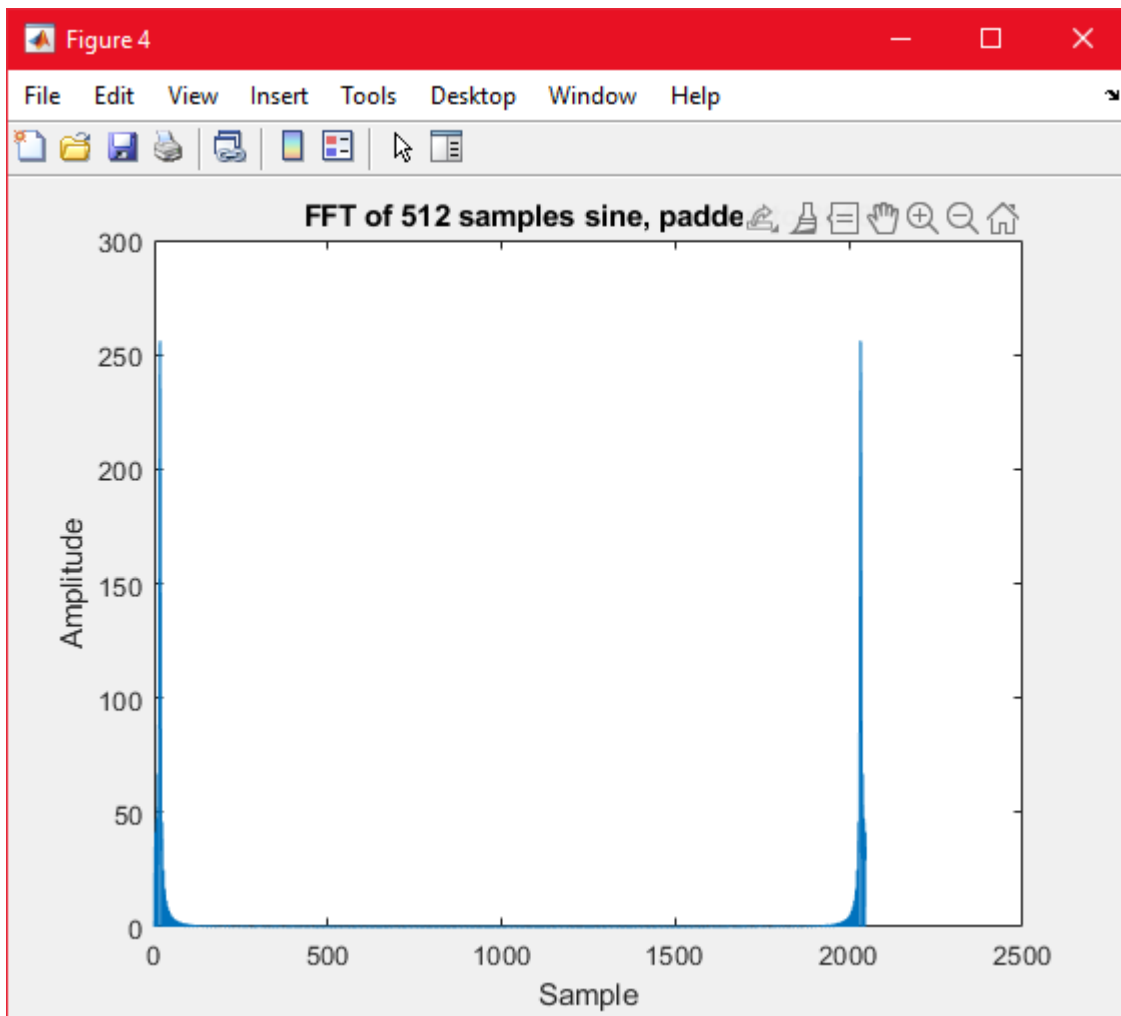 Figure 4
File Edit View Insert Tools Desktop Window Help
FFT of 512 samples sine, padde
300
250
200
150
100
50
0
Amplitude
0 500 1000 1500 2000 2500
Sample